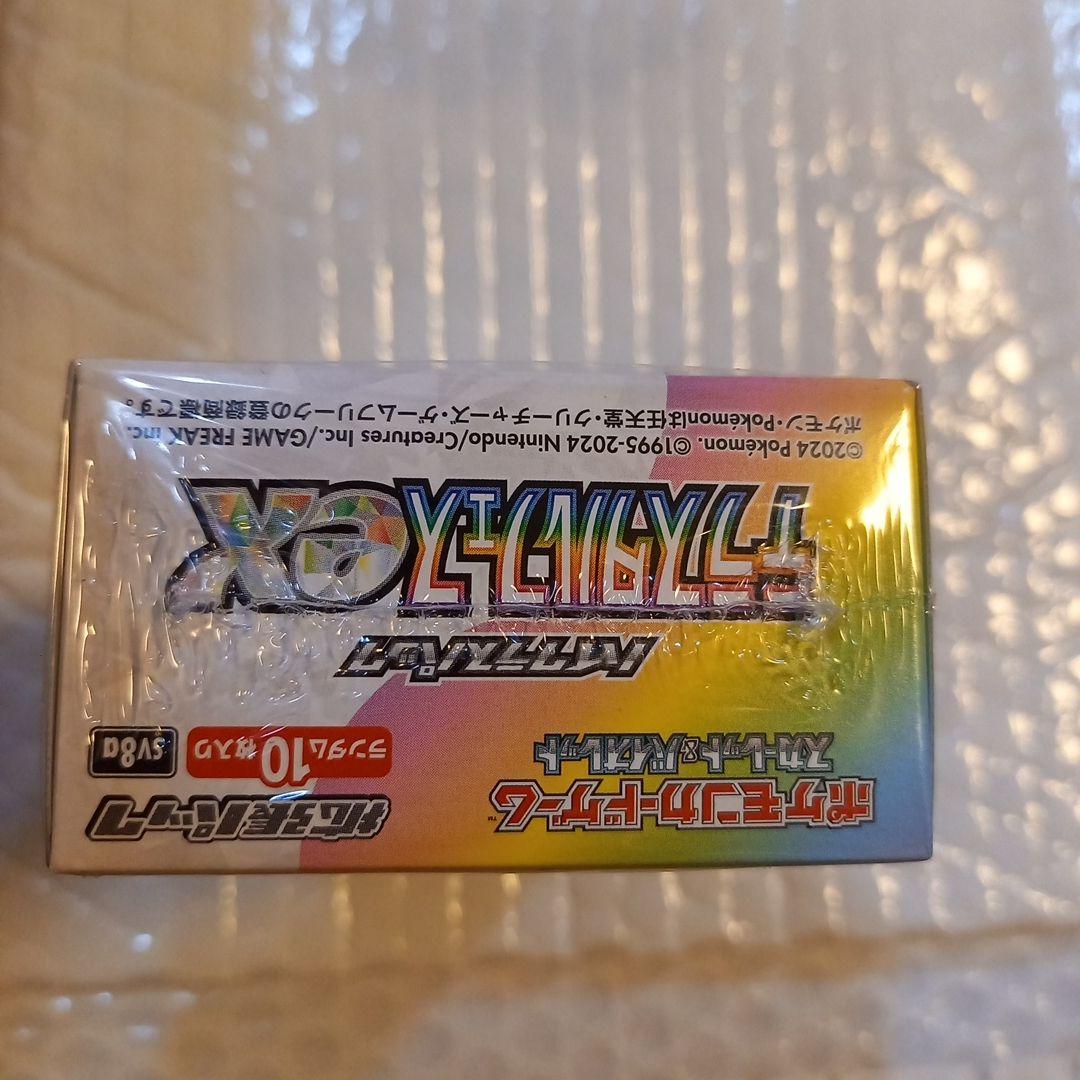 ポケモンカードゲーム™
スカーレット&バイオレット
拡張パック
ランダム10枚入り
sv8a
ハイクラスパック
テラスタルフェスex
©2024 Pokémon. ©1995-2024 Nintendo/Creatures Inc./GAME FREAK inc.
ポケモン・Pokémonは任天堂・クリーチャーズ・ゲームフリークの登録商標です。